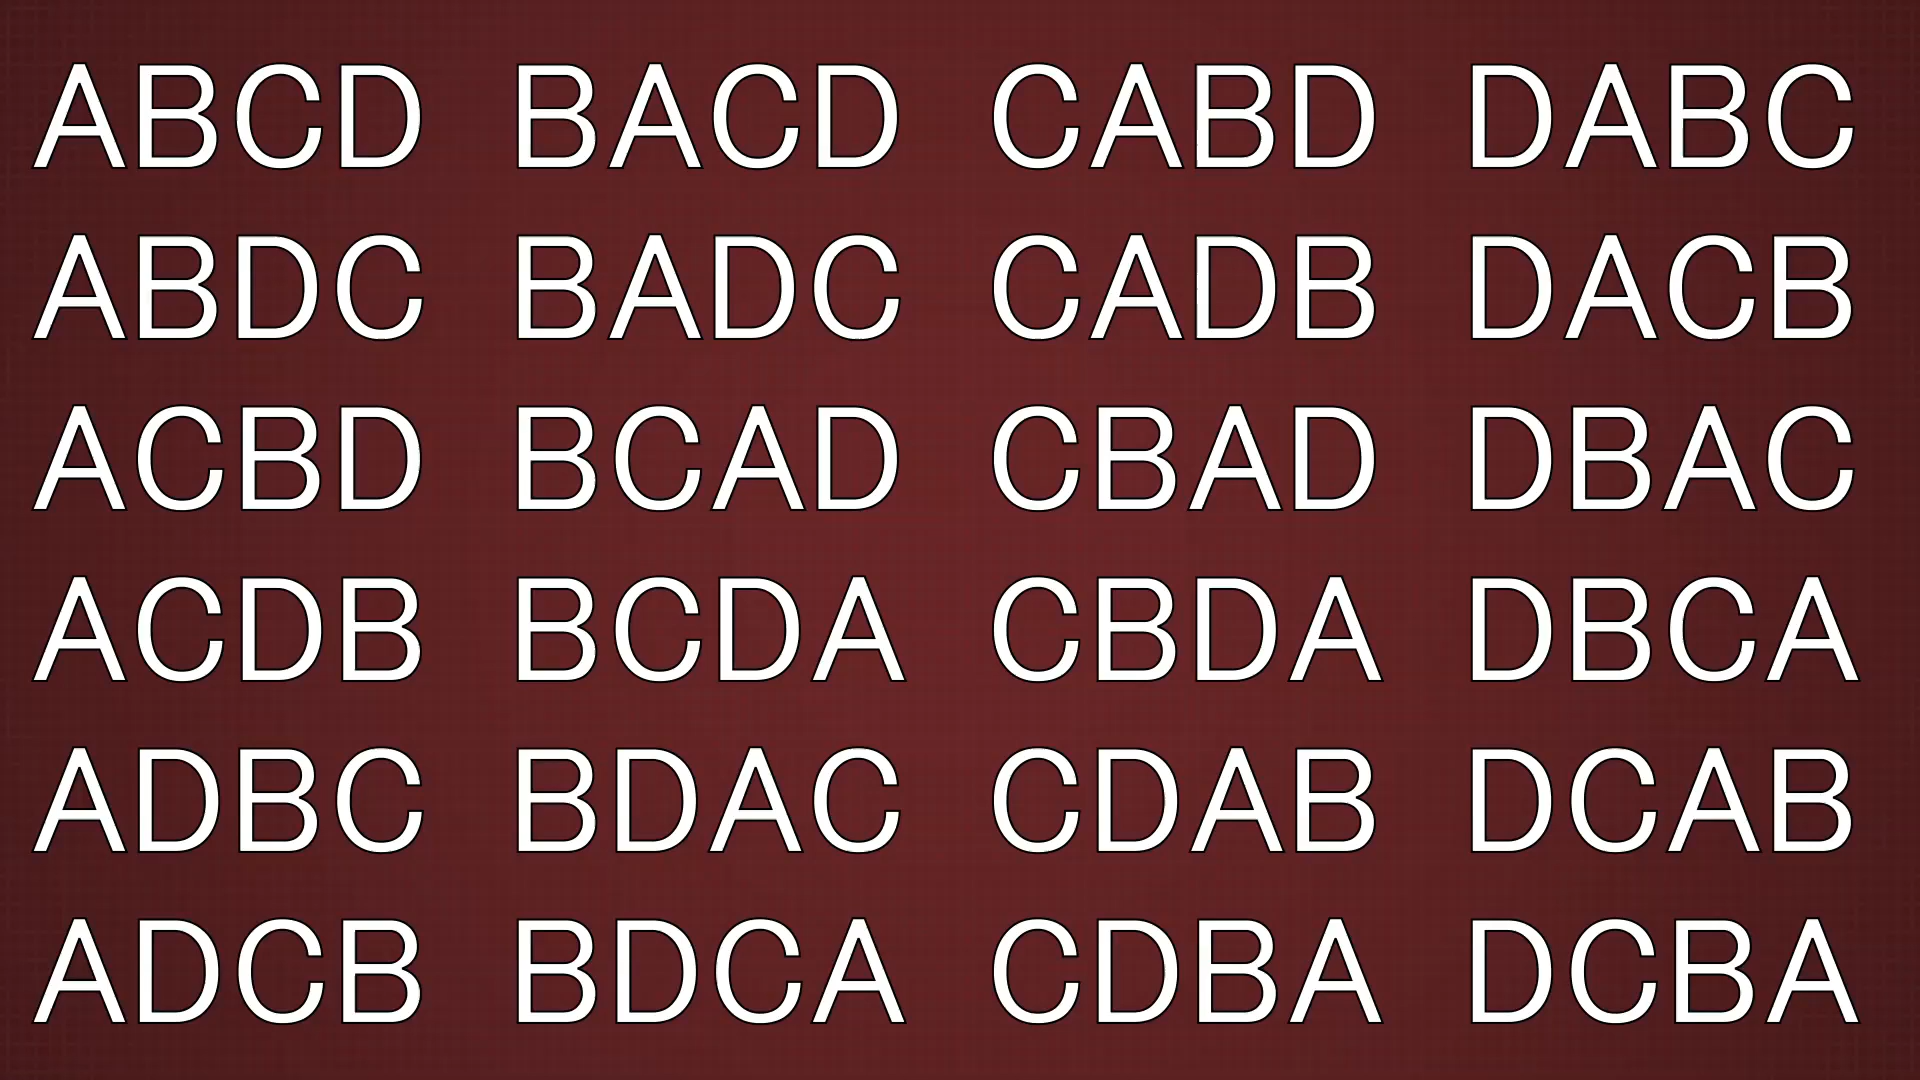 ABCD BACD CABD DABC
ABDC BADC CADB DACB
ACBD BCAD CBAD DBAC
ACDB BCDA CBDA DBCA
ADBC BDAC CDAB DCAB
ADCB BDCA CDBA DCBA